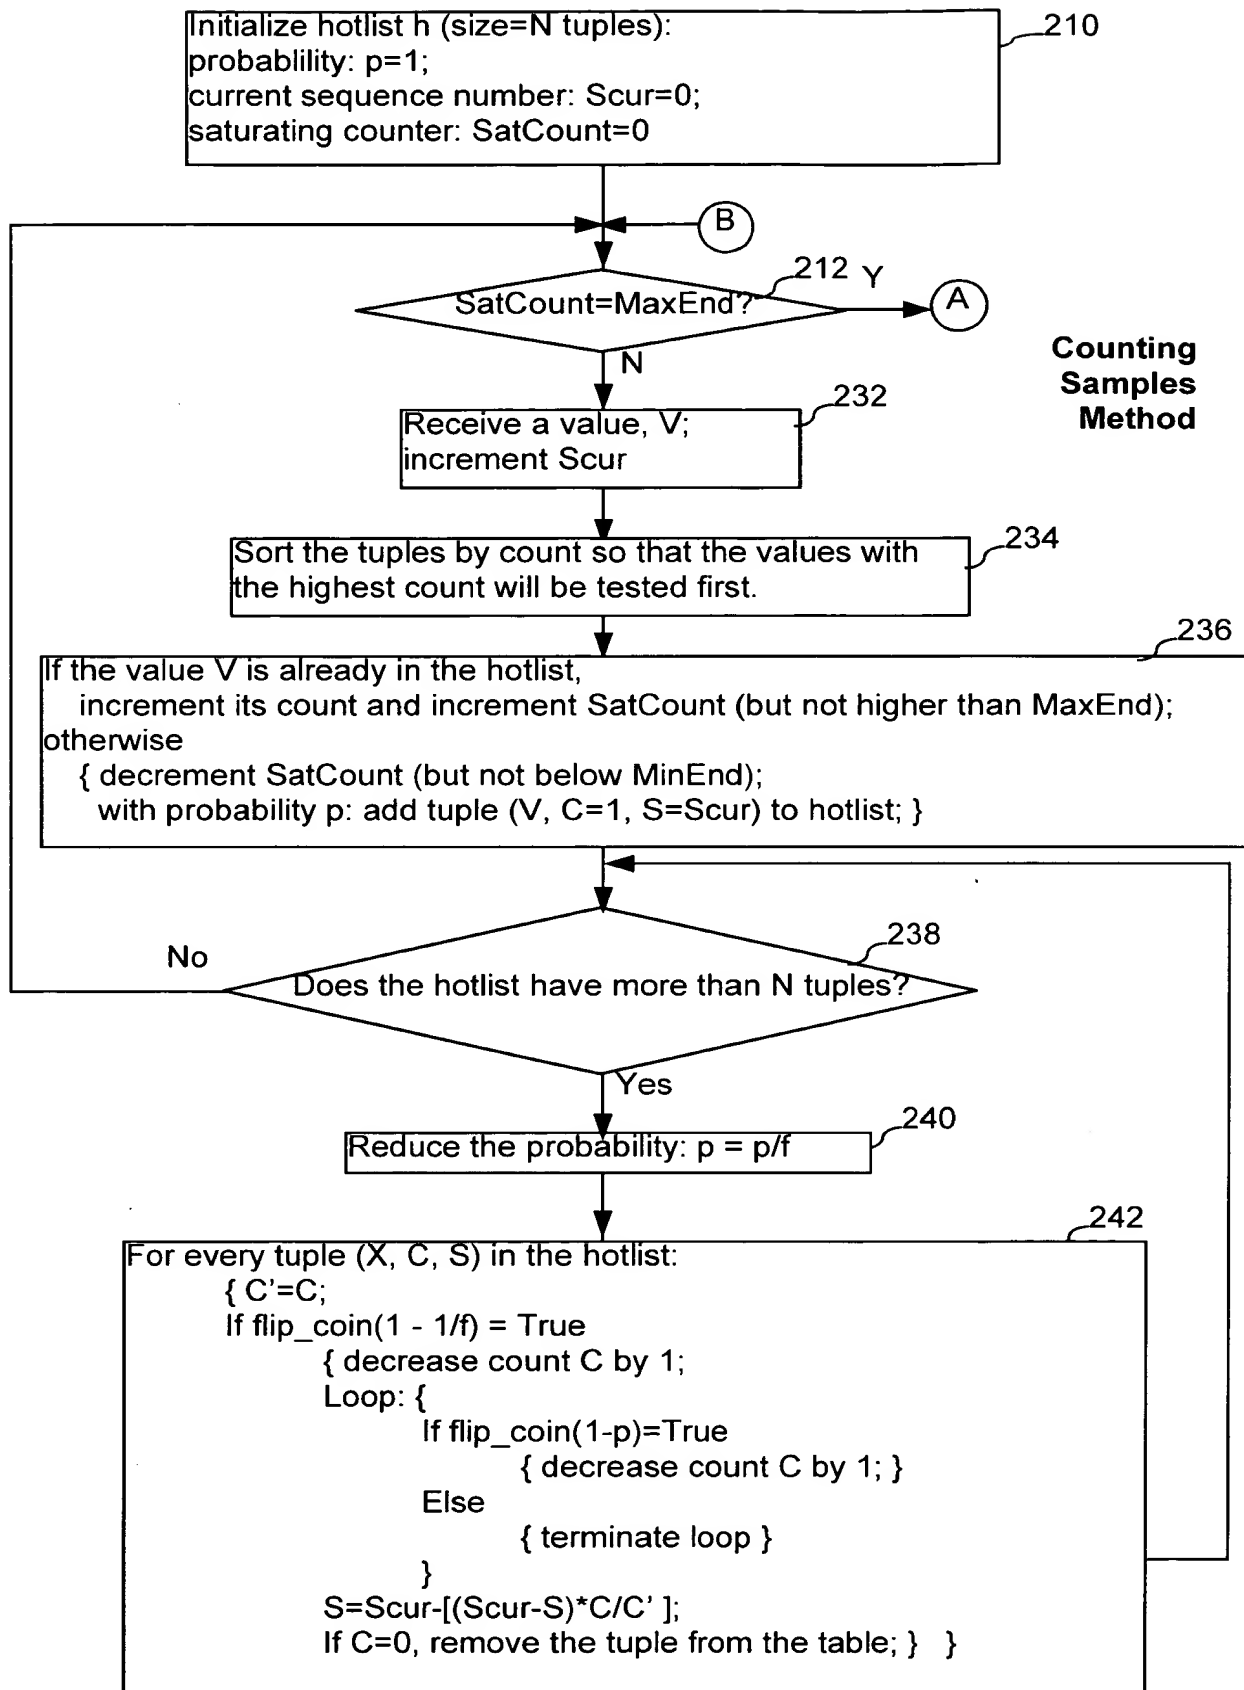 Initialize hotlist h (size=N tuples):
probablility: p=1;
current sequence number: Scur=0;
saturating counter: SatCount=0
210
B
212
Y
SatCount=MaxEnd?
A
N
Counting
Samples
Method
232
Receive a value, V;
increment Scur
234
Sort the tuples by count so that the values with
the highest count will be tested first.
236
If the value V is already in the hotlist,
increment its count and increment SatCount (but not higher than MaxEnd);
otherwise
{ decrement SatCount (but not below MinEnd);
with probability p: add tuple (V, C=1, S=Scur) to hotlist; }
238
No
Does the hotlist have more than N tuples?
Yes
240
Reduce the probability: p = p/f
242
For every tuple (X, C, S) in the hotlist:
{ C'=C;
If flip_coin(1 - 1/f) = True
{ decrease count C by 1;
Loop: {
If flip_coin(1-p)=True
{ decrease count C by 1; }
Else
{ terminate loop }
}
S=Scur-[(Scur-S)*C/C' ];
If C=0, remove the tuple from the table; } }